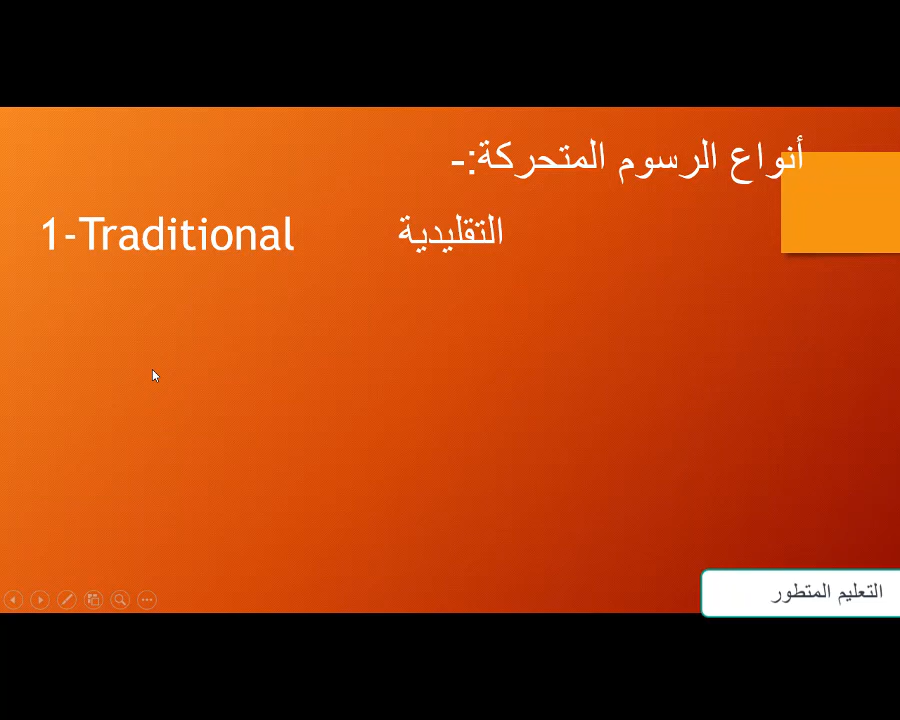 أنواع الرسوم المتحركة:-
1-Traditional التقليدية
التعليم المتطور